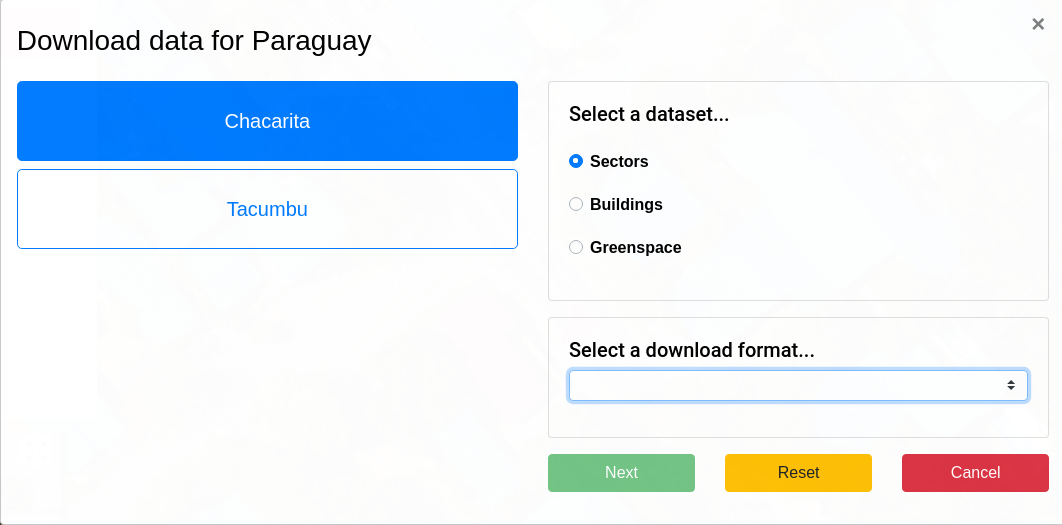 Download data for Paraguay
×
Chacarita
Tacumbu
Select a dataset...
Sectors
Buildings
Greenspace
Select a download format...
Next
Reset
Cancel